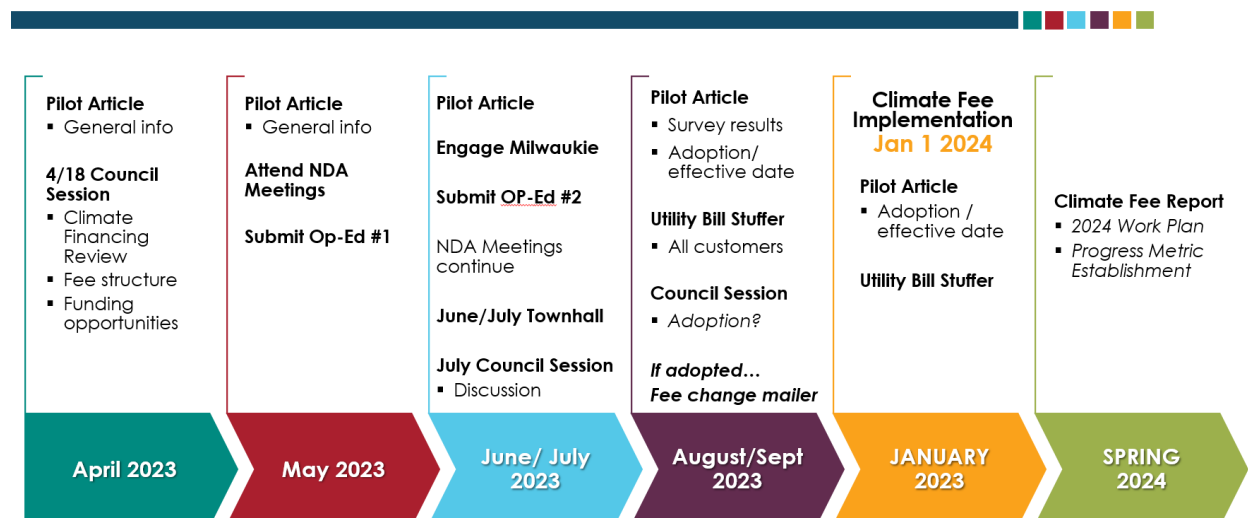 Pilot Article
▪ General info
4/18 Council
Session
▪ Climate
Financing
Review
▪ Fee structure
▪ Funding
opportunities
April 2023
Pilot Article
▪ General info
Attend NDA
Meetings
Submit Op-Ed #1
May 2023
Pilot Article
Engage Milwaukie
Submit OP-Ed #2
NDA Meetings
continue
June/July Townhall
July Council Session
▪ Discussion
June/ July
2023
Pilot Article
▪ Survey results
▪ Adoption/
effective date
Utility Bill Stuffer
▪ All customers
Council Session
▪ Adoption?
If adopted…
Fee change mailer
August/Sept
2023
Climate Fee
Implementation
Jan 1 2024
Pilot Article
▪ Adoption /
effective date
Utility Bill Stuffer
JANUARY
2023
Climate Fee Report
▪ 2024 Work Plan
▪ Progress Metric
Establishment
SPRING
2024